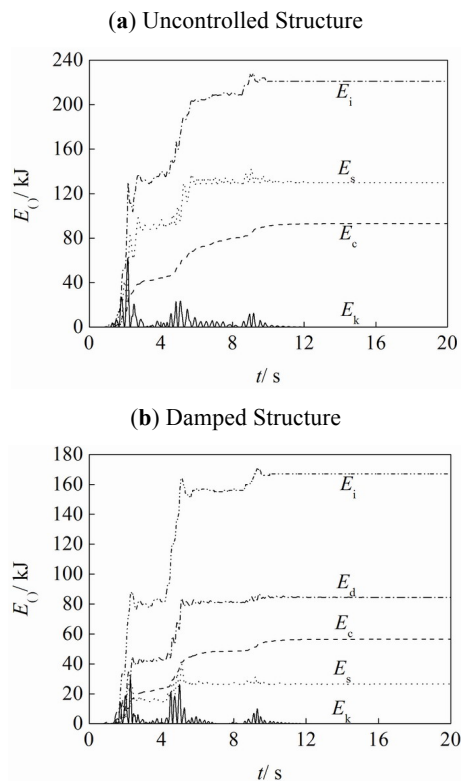 (a) Uncontrolled Structure
240
200
160
120
80
40
0
E() / kJ
Ei
Es
Ec
Ek
0 4 8 12 16 20
t/ s
(b) Damped Structure
180
160
140
120
100
80
60
40
20
0
E() / kJ
Ei
Ed
Ec
Es
Ek
0 4 8 12 16 20
t/ s